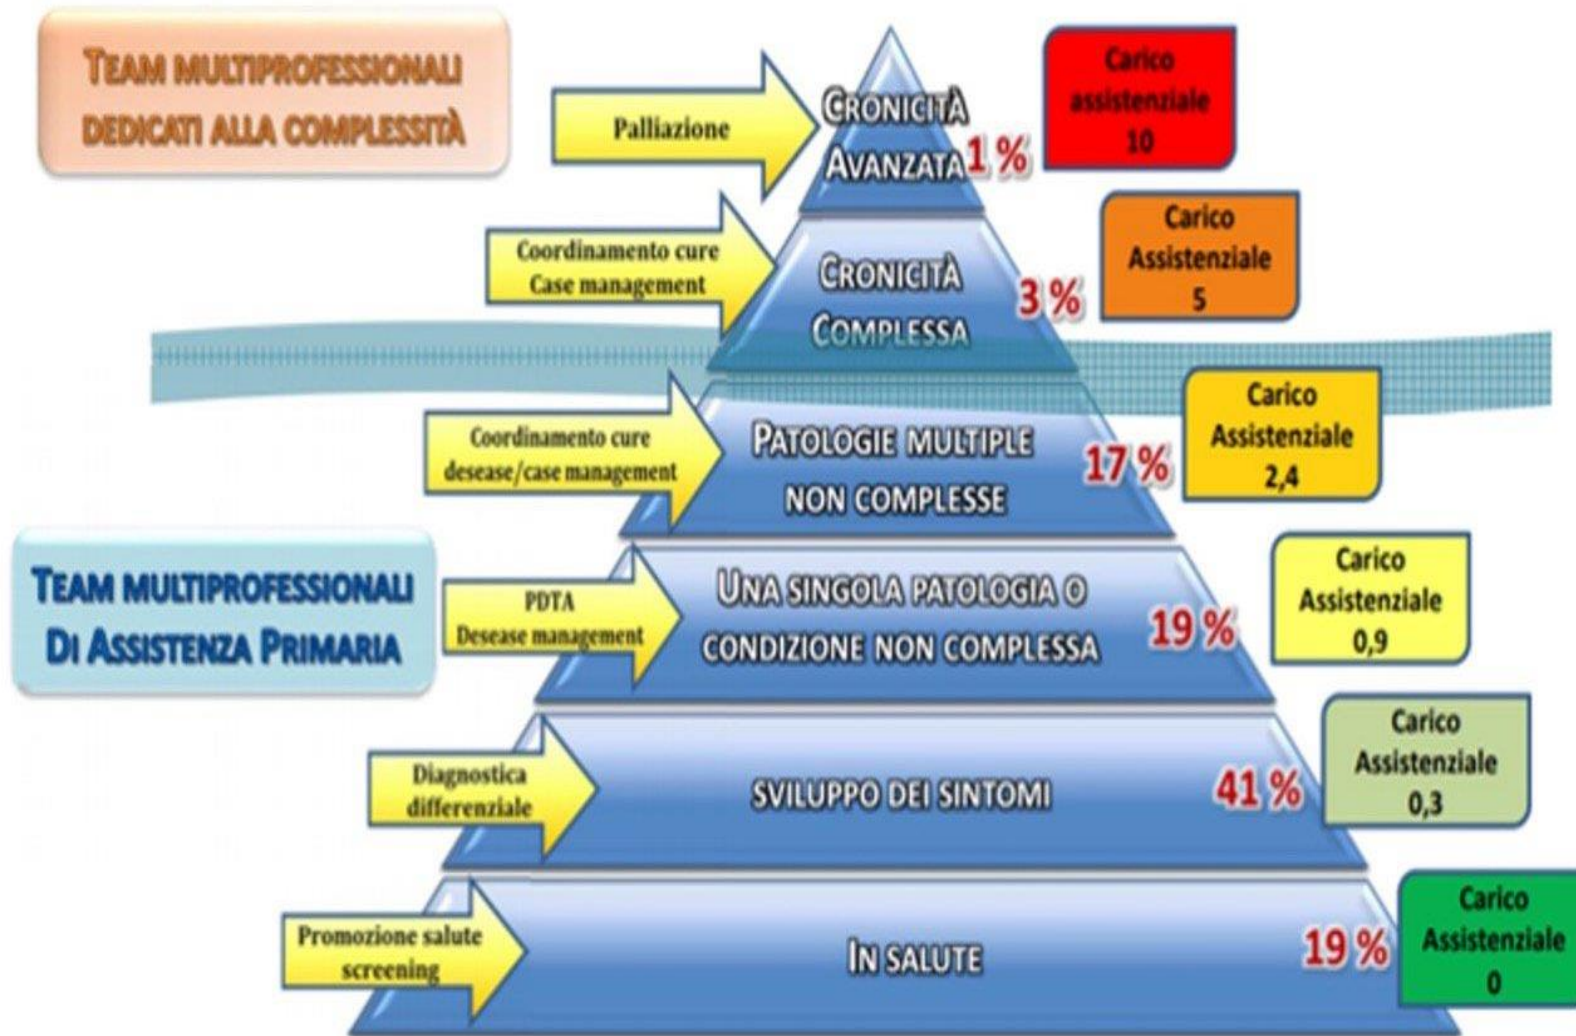 TEAM MULTIPROFESSIONALI
DEDICATI ALLA COMPLESSITÀ
Palliazione
CRONICITÀ
AVANZATA
1 %
Carico
assistenziale
10
Coordinamento cure
Case management
CRONICITÀ
COMPLESSA
3 %
Carico
Assistenziale
5
Coordinamento cure
desease/case management
PATOLOGIE MULTIPLE
NON COMPLESSE
17 %
Carico
Assistenziale
2,4
TEAM MULTIPROFESSIONALI
DI ASSISTENZA PRIMARIA
PDTA
Desease management
UNA SINGOLA PATOLOGIA O
CONDIZIONE NON COMPLESSA
19 %
Carico
Assistenziale
0,9
Diagnostica
differenziale
SVILUPPO DEI SINTOMI
41 %
Carico
Assistenziale
0,3
Promozione salute
screening
IN SALUTE
19 %
Carico
Assistenziale
0